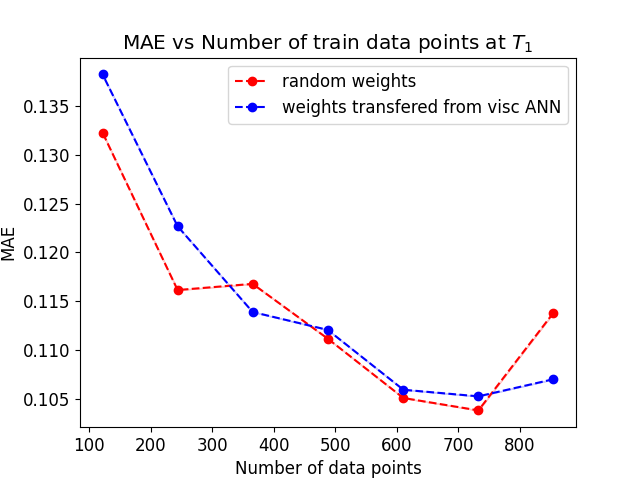 MAE vs Number of train data points at T₁
random weights
weights transfered from visc ANN
0.135
0.130
0.125
0.120
0.115
0.110
0.105
MAE
100 200 300 400 500 600 700 800
Number of data points